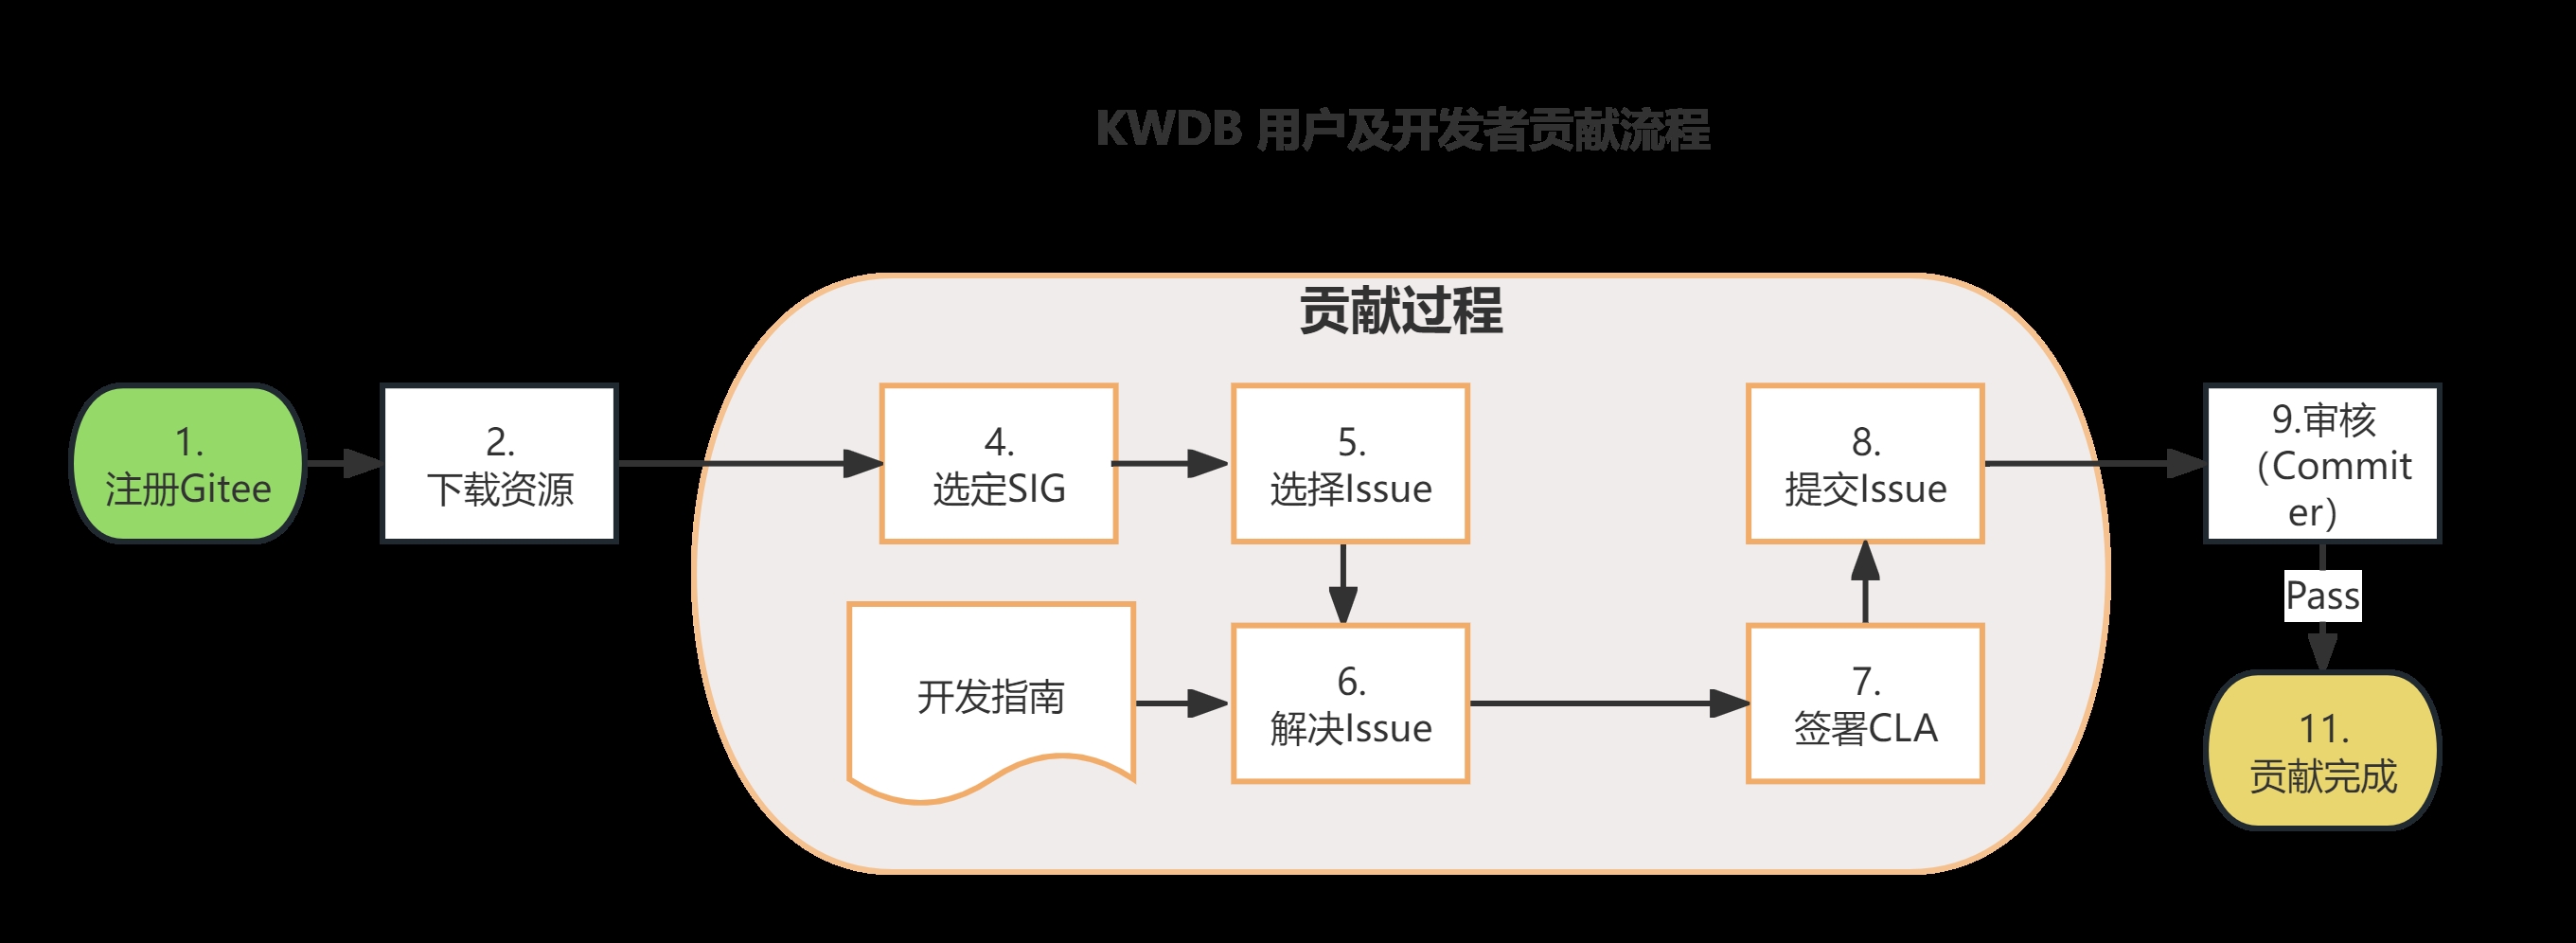 KWDB 用户及开发者贡献流程
贡献过程
1.
注册Gitee
2.
下载资源
4.
选定SIG
5.
选择Issue
开发指南
6.
解决Issue
7.
签署CLA
8.
提交Issue
9.审核
（Commit
er）
Pass
11.
贡献完成